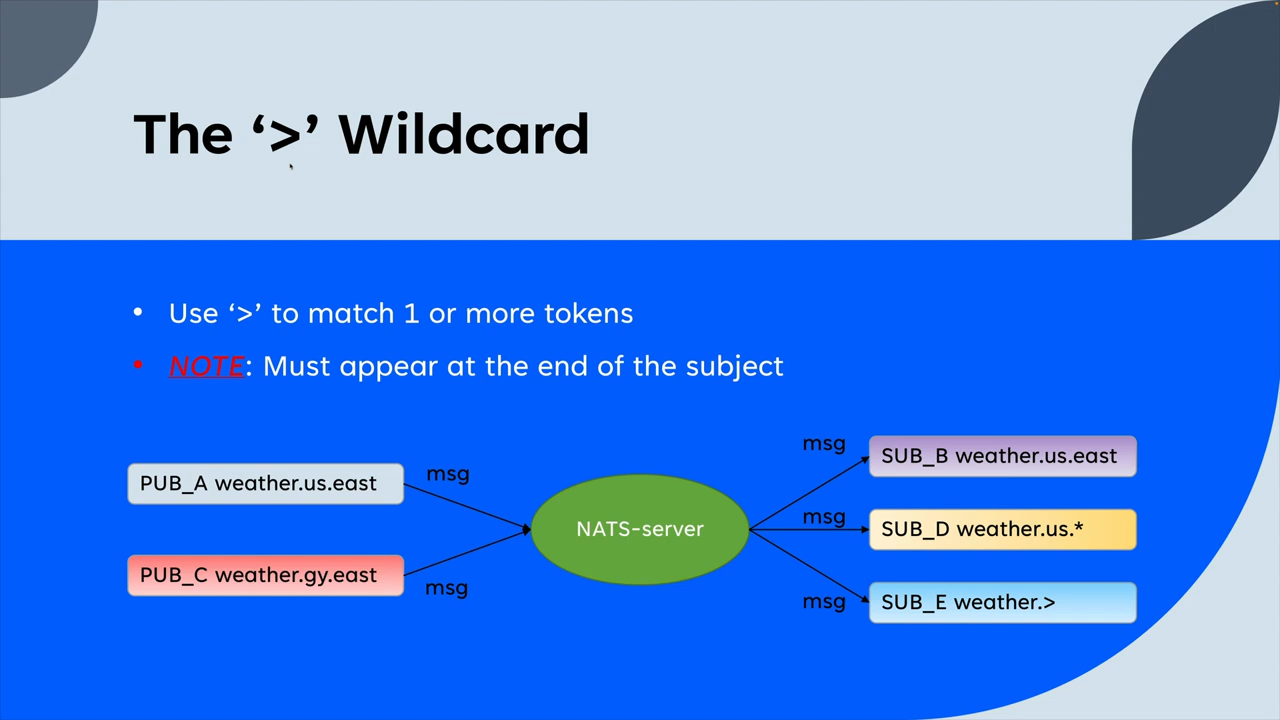 The ‘>’ Wildcard
• Use ‘>’ to match 1 or more tokens
• NOTE: Must appear at the end of the subject
PUB_A weather.us.east
msg
PUB_C weather.gy.east
msg
NATS-server
msg
SUB_B weather.us.east
msg
SUB_D weather.us.*
msg
SUB_E weather.>